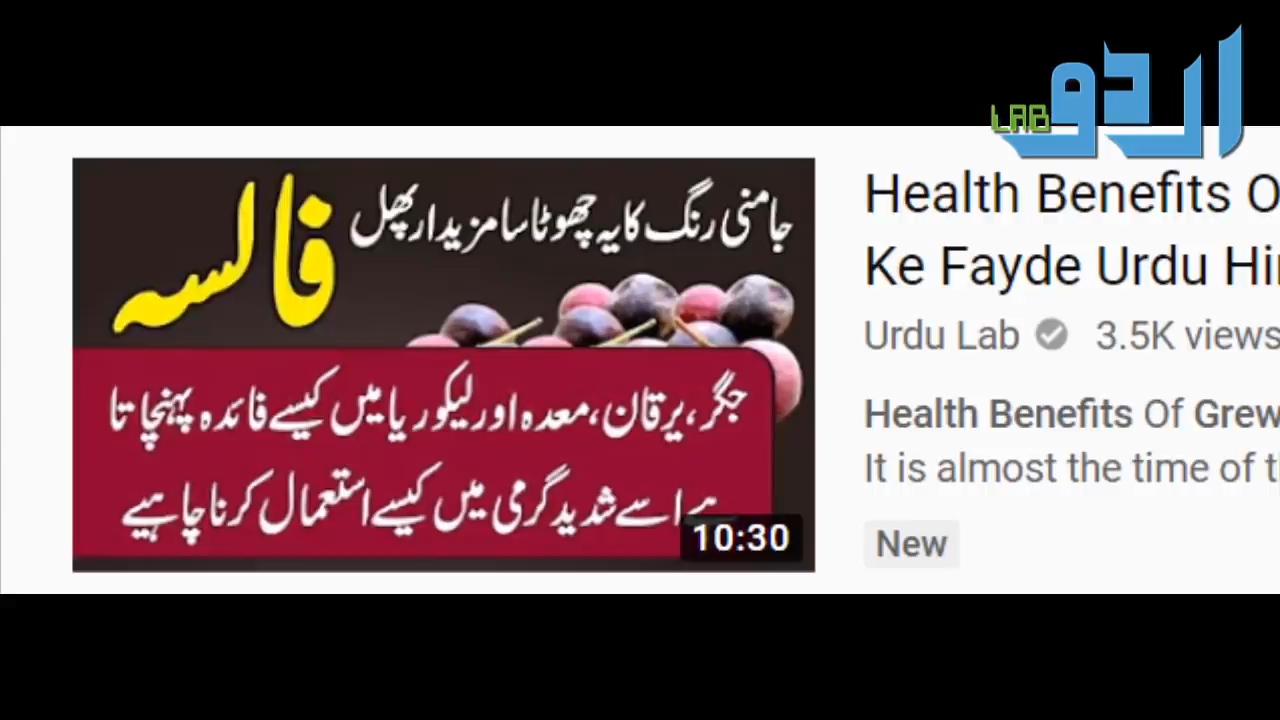 اردو
LAB
جامنی رنگ کا یہ چھوٹا سا مزیدار پھل
فالسہ
جگر، یرقان، معدہ اور لیکوریا میں کیسے فائدہ پہنچاتا
ہے اسے شدید گرمی میں کیسے استعمال کرنا چاہیے
10:30
Health Benefits O
Ke Fayde Urdu Hi
Urdu Lab 3.5K views
Health Benefits Of Grew
It is almost the time of t
New